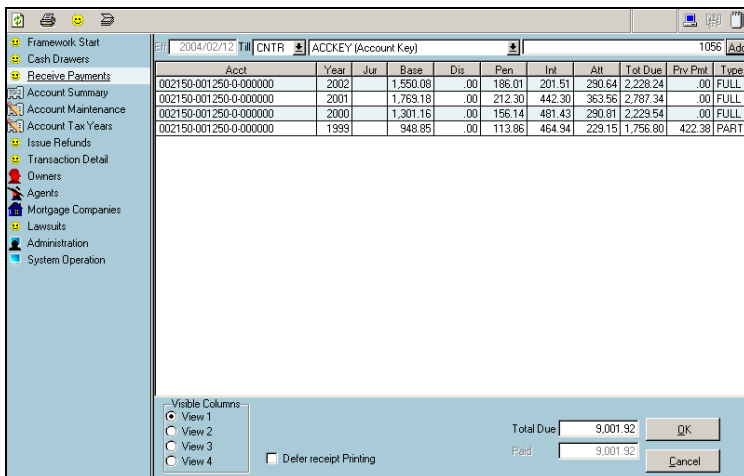 Framework Start
Cash Drawers
Receive Payments
Account Summary
Account Maintenance
Account Tax Years
Issue Refunds
Transaction Detail
Owners
Agents
Mortgage Companies
Lawsuits
Administration
System Operation
Eff 2004/02/12 Till CNTR ACCKEY (Account Key) 1056 Add
Acct Year Jur Base Dis Pen Int Att Tot Due Prv Pmt Type
002150-001250-0-000000 2002 1,550.08 .00 186.01 201.51 290.64 2,228.24 .00 FULL
002150-001250-0-000000 2001 1,769.18 .00 212.30 442.30 363.56 2,787.34 .00 FULL
002150-001250-0-000000 2000 1,301.16 .00 156.14 481.43 290.81 2,229.54 .00 FULL
002150-001250-0-000000 1999 948.85 .00 113.86 464.94 229.15 1,756.80 422.38 PART
Visible Columns
View 1
View 2
View 3
View 4
Defer receipt Printing
Total Due 9,001.92 OK
Paid 9,001.92
Cancel